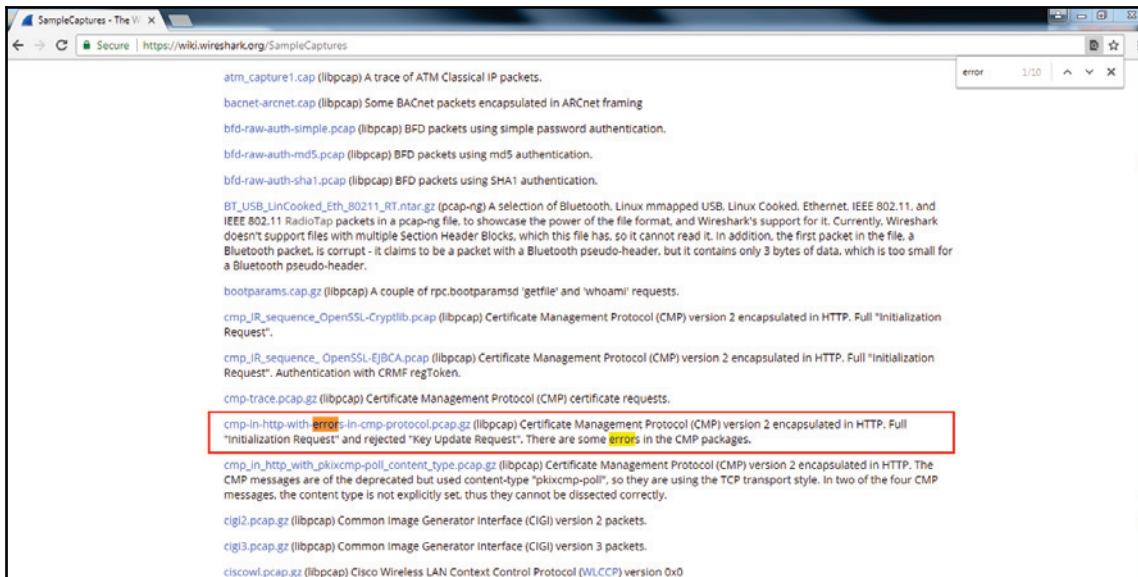 SampleCaptures - The W
Secure | https://wiki.wireshark.org/SampleCaptures
error 1/10
atm_capture1.cap (libpcap) A trace of ATM Classical IP packets.
bacnet-arcnet.cap (libpcap) Some BACnet packets encapsulated in ARCnet framing
bfd-raw-auth-simple.pcap (libpcap) BFD packets using simple password authentication.
bfd-raw-auth-md5.pcap (libpcap) BFD packets using md5 authentication.
bfd-raw-auth-sha1.pcap (libpcap) BFD packets using SHA1 authentication.
BT_USB_LinCooked_Eth_80211_RT.ntar.gz (pcap-ng) A selection of Bluetooth, Linux mmapped USB, Linux Cooked, Ethernet, IEEE 802.11, and
IEEE 802.11 RadioTap packets in a pcap-ng file, to showcase the power of the file format, and Wireshark's support for it. Currently, Wireshark
doesn't support files with multiple Section Header Blocks, which this file has, so it cannot read it. In addition, the first packet in the file, a
Bluetooth packet, is corrupt - it claims to be a packet with a Bluetooth pseudo-header, but it contains only 3 bytes of data, which is too small for
a Bluetooth pseudo-header.
bootparams.cap.gz (libpcap) A couple of rpc.bootparamsd 'getfile' and 'whoami' requests.
cmp_IR_sequence_OpenSSL-Cryptlib.pcap (libpcap) Certificate Management Protocol (CMP) version 2 encapsulated in HTTP. Full "Initialization
Request".
cmp_IR_sequence_ OpenSSL-EJBCA.pcap (libpcap) Certificate Management Protocol (CMP) version 2 encapsulated in HTTP. Full "Initialization
Request". Authentication with CRMF regToken.
cmp-trace.pcap.gz (libpcap) Certificate Management Protocol (CMP) certificate requests.
cmp-in-http-with-errors-in-cmp-protocol.pcap.gz (libpcap) Certificate Management Protocol (CMP) version 2 encapsulated in HTTP. Full
"Initialization Request" and rejected "Key Update Request". There are some errors in the CMP packages.
cmp_in_http_with_pkixcmp-poll_content_type.pcap.gz (libpcap) Certificate Management Protocol (CMP) version 2 encapsulated in HTTP. The
CMP messages are of the deprecated but used content-type "pkixcmp-poll", so they are using the TCP transport style. In two of the four CMP
messages, the content type is not explicitly set, thus they cannot be dissected correctly.
cigi2.pcap.gz (libpcap) Common Image Generator Interface (CIGI) version 2 packets.
cigi3.pcap.gz (libpcap) Common Image Generator Interface (CIGI) version 3 packets.
ciscowl.pcap.gz (libpcap) Cisco Wireless LAN Context Control Protocol (WLCCP) version 0x0